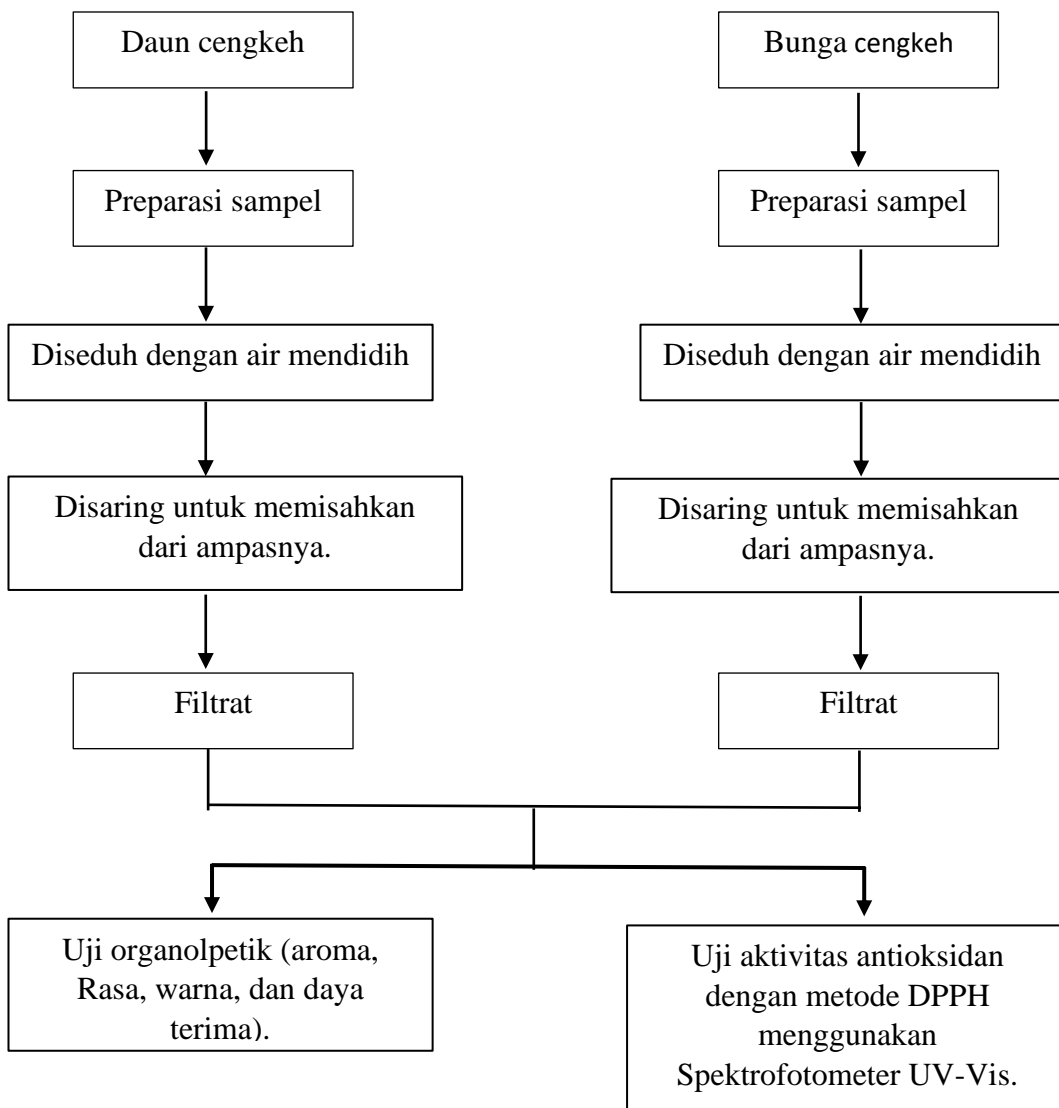 Daun cengkeh
Bunga cengkeh
Preparasi sampel
Preparasi sampel
Diseduh dengan air mendidih
Diseduh dengan air mendidih
Disaring untuk memisahkan
dari ampasnya.
Disaring untuk memisahkan
dari ampasnya.
Filtrat
Filtrat
Uji organolpetik (aroma,
Rasa, warna, dan daya
terima).
Uji aktivitas antioksidan
dengan metode DPPH
menggunakan
Spektrofotometer UV-Vis.